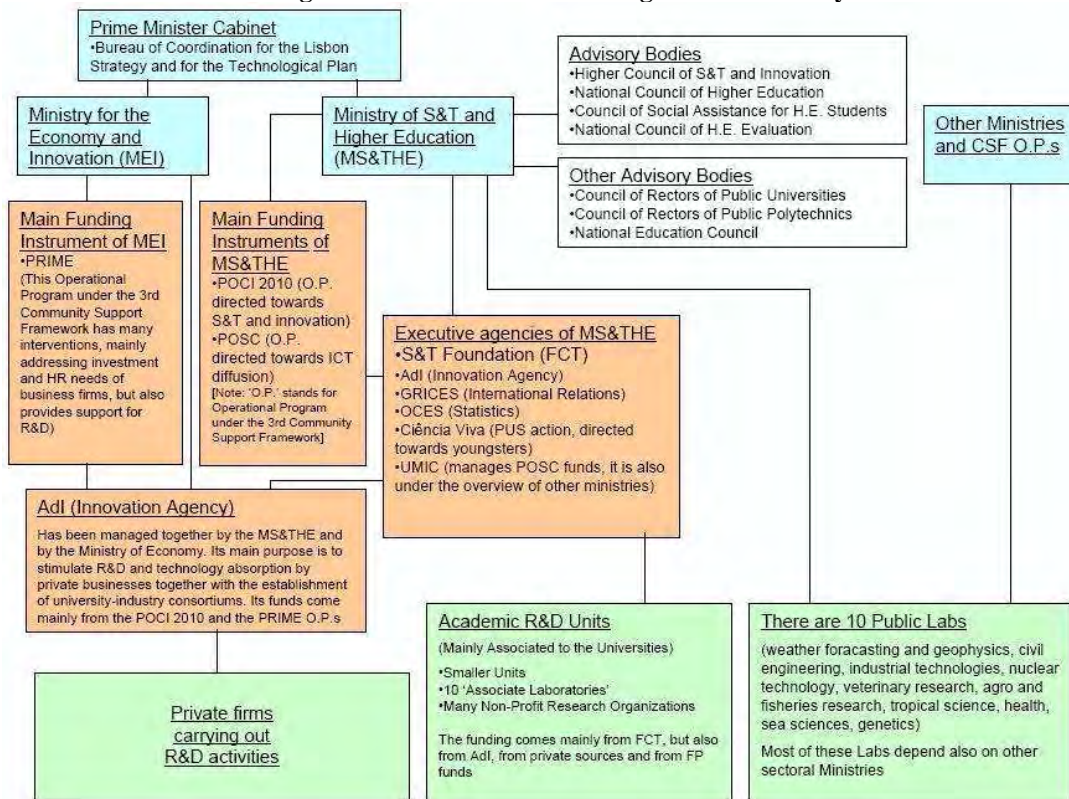 Prime Minister Cabinet
•Bureau of Coordination for the Lisbon
Strategy and for the Technological Plan
Advisory Bodies
•Higher Council of S&T and Innovation
•National Council of Higher Education
•Council of Social Assistance for H.E. Students
•National Council of H.E. Evaluation
Ministry for the
Economy and
Innovation (MEI)
Ministry of S&T and
Higher Education
(MS&THE)
Other Ministries
and CSF O.P.s
Other Advisory Bodies
•Council of Rectors of Public Universities
•Council of Rectors of Public Polytechnics
•National Education Council
Main Funding
Instrument of MEI
•PRIME
(This Operational
Program under the 3rd
Community Support
Framework has many
interventions, mainly
addressing investment
and HR needs of
business firms, but also
provides support for
R&D)
Main Funding
Instruments of
MS&THE
•POCI 2010 (O.P.
directed towards
S&T and innovation)
•POSC (O.P.
directed towards ICT
diffusion)
[Note: 'O.P.' stands for
Operational Program
under the 3rd Community
Support Framework]
Executive agencies of MS&THE
•S&T Foundation (FCT)
•AdI (Innovation Agency)
•GRICES (International Relations)
•OCES (Statistics)
•Ciência Viva (PUS action, directed
towards youngsters)
•UMIC (manages POSC funds, it is also
under the overview of other ministries)
AdI (Innovation Agency)
Has been managed together by the MS&THE and
by the Ministry of Economy. Its main purpose is to
stimulate R&D and technology absorption by
private businesses together with the establishment
of university-industry consortiums. Its funds come
mainly from the POCI 2010 and the PRIME O.P.s
Private firms
carrying out
R&D activities
Academic R&D Units
(Mainly Associated to the Universities)
•Smaller Units
•10 'Associate Laboratories'
•Many Non-Profit Research Organizations
The funding comes mainly from FCT, but also
from AdI, from private sources and from FP
funds
There are 10 Public Labs
(weather foracasting and geophysics, civil
engineering, industrial technologies, nuclear
technology, veterinary research, agro and
fisheries research, tropical science, health,
sea sciences, genetics)
Most of these Labs depend also on other
sectoral Ministries